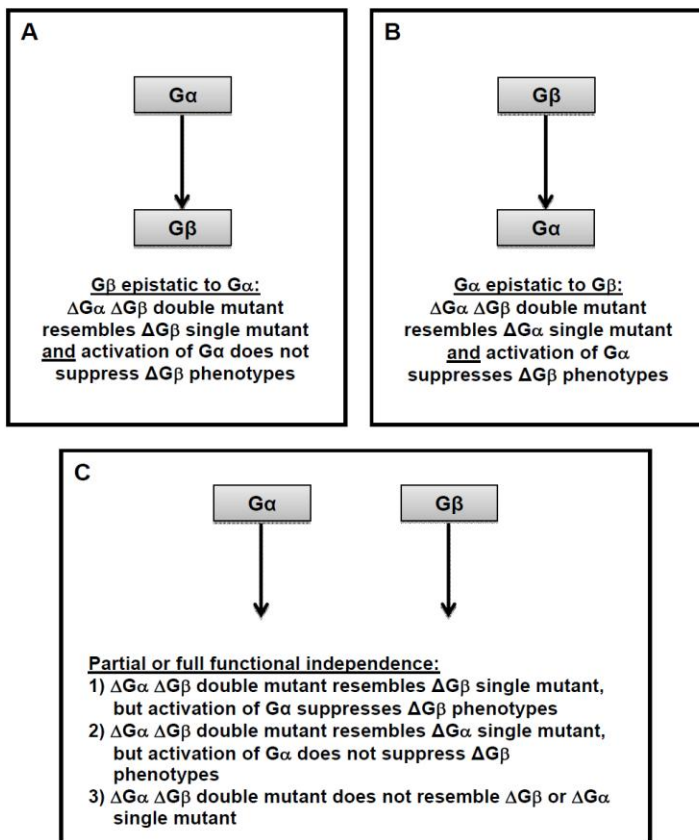 A
Gα
Gβ
Gβ epistatic to Gα:
ΔGα ΔGβ double mutant
resembles ΔGβ single mutant
and activation of Gα does not
suppress ΔGβ phenotypes
B
Gβ
Gα
Gα epistatic to Gβ:
ΔGα ΔGβ double mutant
resembles ΔGα single mutant
and activation of Gα
suppresses ΔGβ phenotypes
C
Gα
Gβ
Partial or full functional independence:
1) ΔGα ΔGβ double mutant resembles ΔGβ single mutant,
but activation of Gα suppresses ΔGβ phenotypes
2) ΔGα ΔGβ double mutant resembles ΔGα single mutant,
but activation of Gα does not suppress ΔGβ
phenotypes
3) ΔGα ΔGβ double mutant does not resemble ΔGβ or ΔGα
single mutant